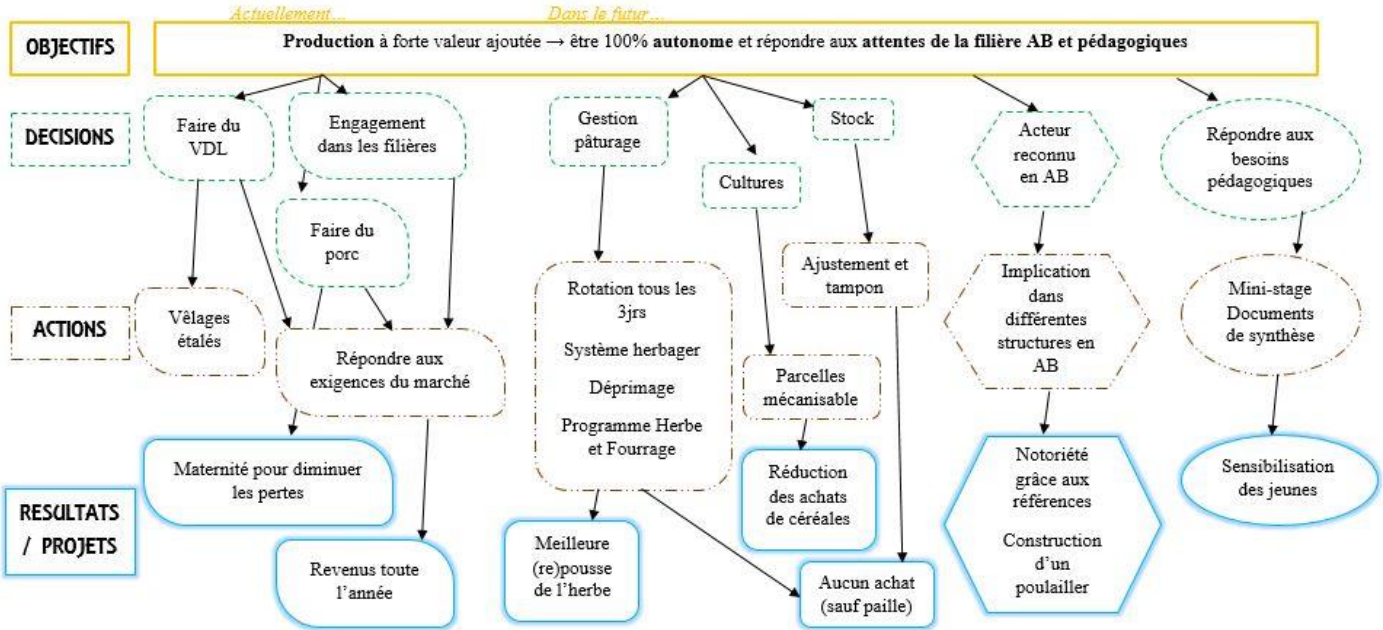 Actuellement…
Dans le futur…
OBJECTIFS
Production à forte valeur ajoutée → être 100% autonome et répondre aux attentes de la filière AB et pédagogiques
DECISIONS
Faire du
VDL
Engagement
dans les filières
Faire du
porc
Gestion
pâturage
Cultures
Stock
Acteur
reconnu
en AB
Répondre aux
besoins
pédagogiques
ACTIONS
Vêlages
étalés
Répondre aux
exigences du marché
Rotation tous les
3jrs
Système herbager
Déprimage
Programme Herbe
et Fourrage
Parcelles
mécanisable
Ajustement et
tampon
Implication
dans
différentes
structures en
AB
Mini-stage
Documents
de synthèse
RESULTATS
/ PROJETS
Maternité pour diminuer
les pertes
Revenus toute
l’année
Meilleure
(re)pousse
de l’herbe
Réduction
des achats
de céréales
Aucun achat
(sauf paille)
Notoriété
grâce aux
références
Construction
d’un
poulailler
Sensibilisation
des jeunes